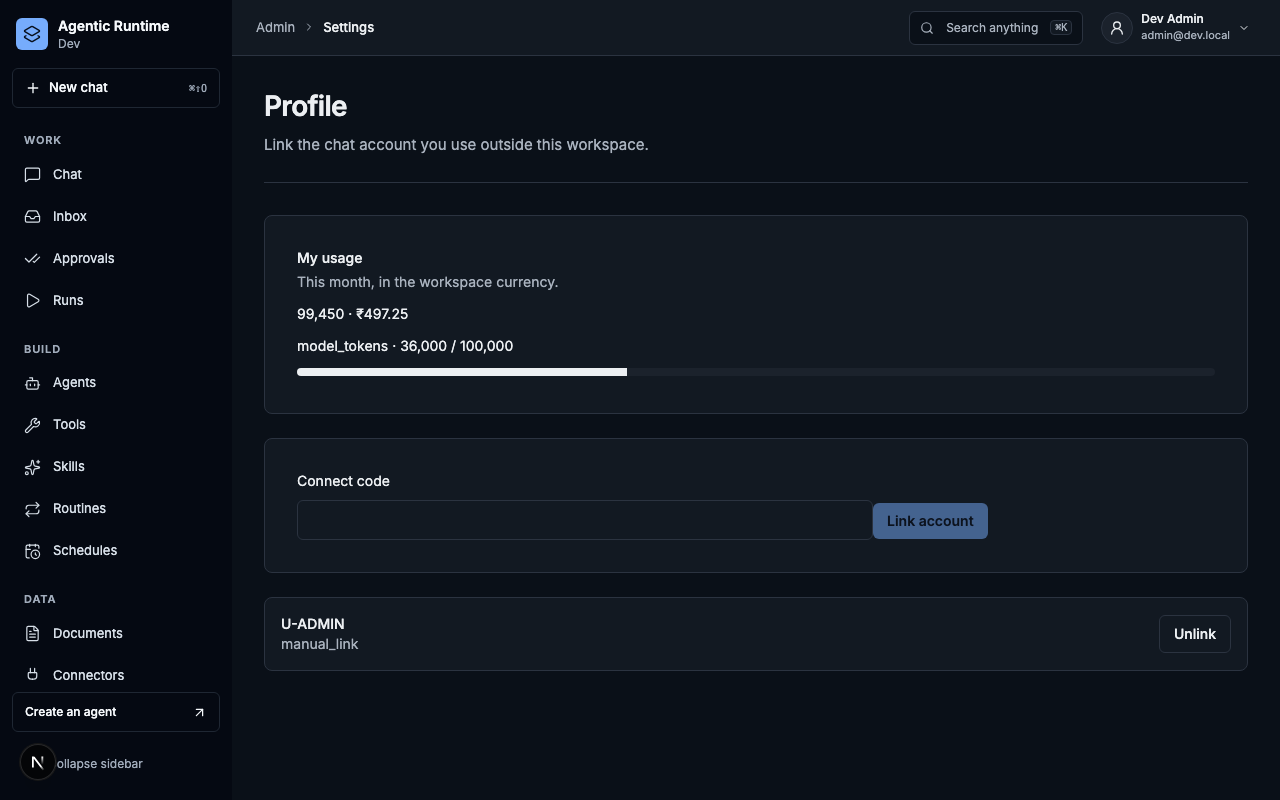 Agentic Runtime
Dev
New chat
⌘⇧O
WORK
Chat
Inbox
Approvals
Runs
BUILD
Agents
Tools
Skills
Routines
Schedules
DATA
Documents
Connectors
Create an agent
N
ollapse sidebar
Admin
Settings
Search anything
⌘K
Dev Admin
admin@dev.local
Profile
Link the chat account you use outside this workspace.
My usage
This month, in the workspace currency.
99,450 · ₹497.25
model_tokens · 36,000 / 100,000
Connect code
Link account
U-ADMIN
manual_link
Unlink